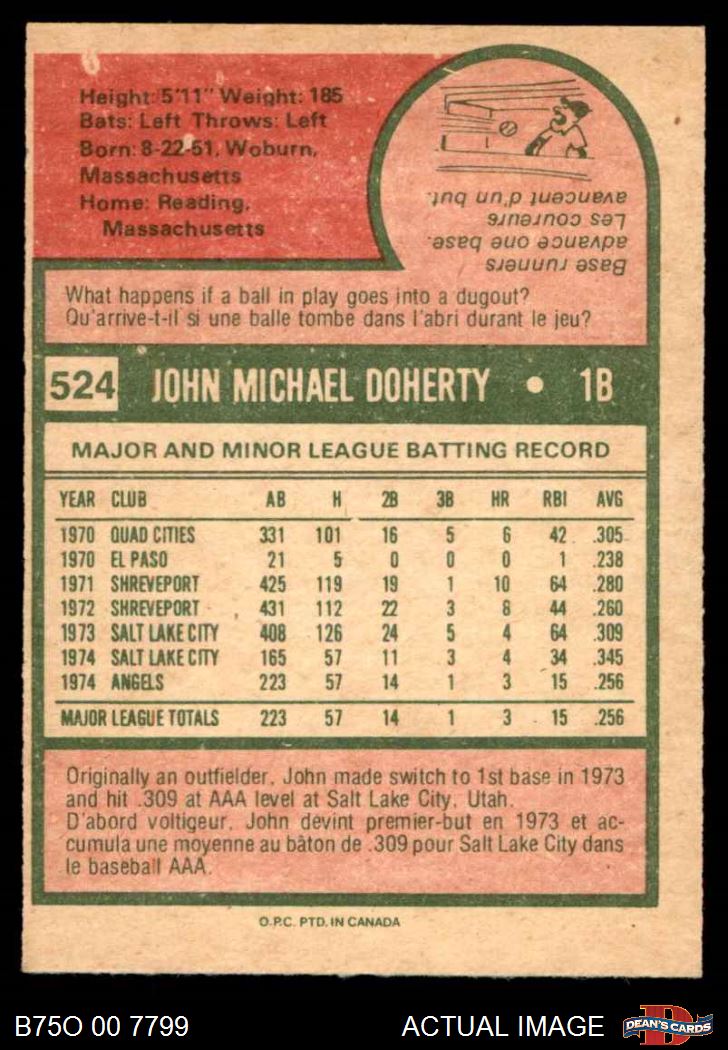 Height: 5'11" Weight: 185
Bats: Left Throws: Left
Born: 8-22-51, Woburn,
Massachusetts
Home: Reading,
Massachusetts
Base runners
advance one base.
Les coureurs
avancent d'un but.
What happens if a ball in play goes into a dugout?
Qu'arrive-t-il si une balle tombe dans l'abri durant le jeu?
524 JOHN MICHAEL DOHERTY • 1B
MAJOR AND MINOR LEAGUE BATTING RECORD
YEAR CLUB AB H 2B 3B HR RBI AVG
1970 QUAD CITIES 331 101 16 5 6 42 .305
1970 EL PASO 21 5 0 0 0 1 .238
1971 SHREVEPORT 425 119 19 1 10 64 .280
1972 SHREVEPORT 431 112 22 3 8 44 .260
1973 SALT LAKE CITY 408 126 24 5 4 64 .309
1974 SALT LAKE CITY 165 57 11 3 4 34 .345
1974 ANGELS 223 57 14 1 3 15 .256
MAJOR LEAGUE TOTALS 223 57 14 1 3 15 .256
Originally an outfielder, John made switch to 1st base in 1973
and hit .309 at AAA level at Salt Lake City, Utah.
D'abord voltigeur, John devint premier-but en 1973 et ac-
cumula une moyenne au bâton de .309 pour Salt Lake City dans
le baseball AAA.
O.P.C. PTD. IN CANADA
B75O 00 7799 ACTUAL IMAGE
D
DEAN'S CARDS